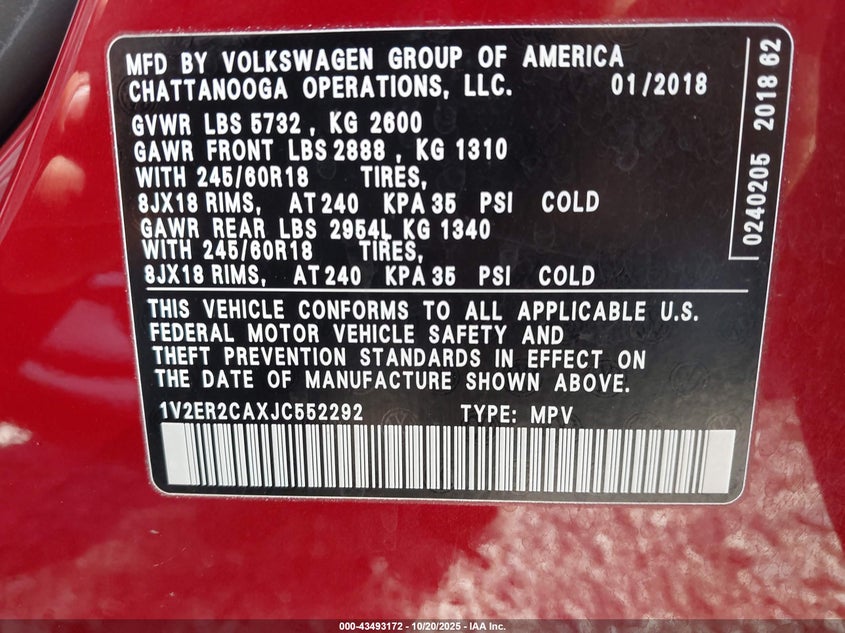 MFD BY VOLKSWAGEN GROUP OF AMERICA
CHATTANOOGA OPERATIONS, LLC. 01/2018
GVWR LBS 5732 , KG 2600
GAWR FRONT LBS 2888 , KG 1310
WITH 245/60R18 TIRES,
8JX18 RIMS, AT 240 KPA 35 PSI COLD
GAWR REAR LBS 2954L KG 1340
WITH 245/60R18 TIRES,
8JX18 RIMS, AT 240 KPA 35 PSI COLD
THIS VEHICLE CONFORMS TO ALL APPLICABLE U.S.
FEDERAL MOTOR VEHICLE SAFETY AND
THEFT PREVENTION STANDARDS IN EFFECT ON
THE DATE OF MANUFACTURE SHOWN ABOVE.
1V2ER2CAXJC552292 TYPE: MPV
0240205 2018 62
000-43493172 - 10/20/2025 - IAA Inc.